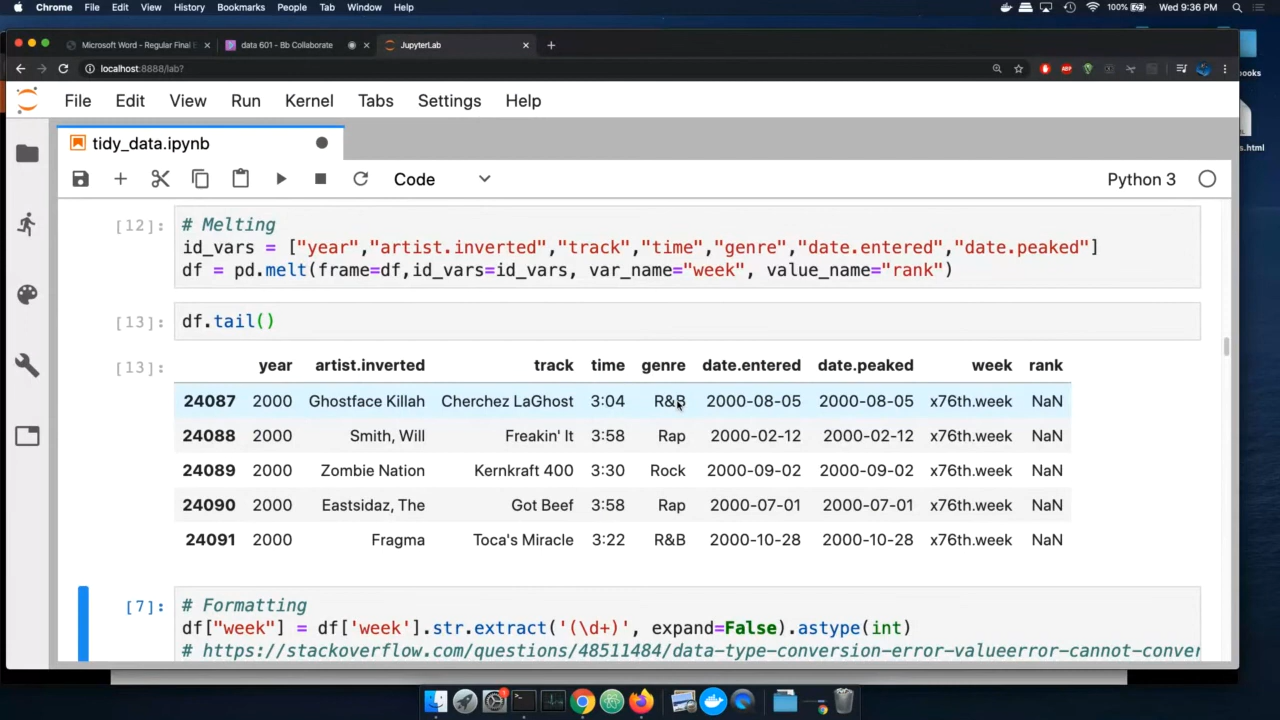 Chrome File Edit View History Bookmarks People Tab Window Help 100% Wed 9:36 PM
Microsoft Word - Regular Final E data 601 - Bb Collaborate JupyterLab
localhost:8888/lab?
ABP
ooks
s.html
File Edit View Run Kernel Tabs Settings Help
tidy_data.ipynb
Code Python 3
[12]: # Melting
id_vars = ["year","artist.inverted","track","time","genre","date.entered","date.peaked"]
df = pd.melt(frame=df,id_vars=id_vars, var_name="week", value_name="rank")
[13]: df.tail()
[13]: year artist.inverted track time genre date.entered date.peaked week rank
24087 2000 Ghostface Killah Cherchez LaGhost 3:04 R&B 2000-08-05 2000-08-05 x76th.week NaN
24088 2000 Smith, Will Freakin' It 3:58 Rap 2000-02-12 2000-02-12 x76th.week NaN
24089 2000 Zombie Nation Kernkraft 400 3:30 Rock 2000-09-02 2000-09-02 x76th.week NaN
24090 2000 Eastsidaz, The Got Beef 3:58 Rap 2000-07-01 2000-07-01 x76th.week NaN
24091 2000 Fragma Toca's Miracle 3:22 R&B 2000-10-28 2000-10-28 x76th.week NaN
[7]: # Formatting
df["week"] = df['week'].str.extract('(\d+)', expand=False).astype(int)
# https://stackoverflow.com/questions/48511484/data-type-conversion-error-valueerror-cannot-conver